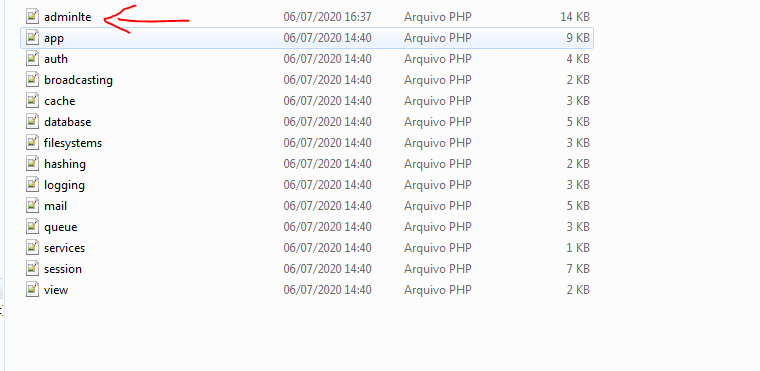 adminlte 06/07/2020 16:37 Arquivo PHP 14 KB
app 06/07/2020 14:40 Arquivo PHP 9 KB
auth 06/07/2020 14:40 Arquivo PHP 4 KB
broadcasting 06/07/2020 14:40 Arquivo PHP 2 KB
cache 06/07/2020 14:40 Arquivo PHP 3 KB
database 06/07/2020 14:40 Arquivo PHP 5 KB
filesystems 06/07/2020 14:40 Arquivo PHP 3 KB
hashing 06/07/2020 14:40 Arquivo PHP 2 KB
logging 06/07/2020 14:40 Arquivo PHP 3 KB
mail 06/07/2020 14:40 Arquivo PHP 5 KB
queue 06/07/2020 14:40 Arquivo PHP 3 KB
services 06/07/2020 14:40 Arquivo PHP 1 KB
session 06/07/2020 14:40 Arquivo PHP 7 KB
view 06/07/2020 14:40 Arquivo PHP 2 KB